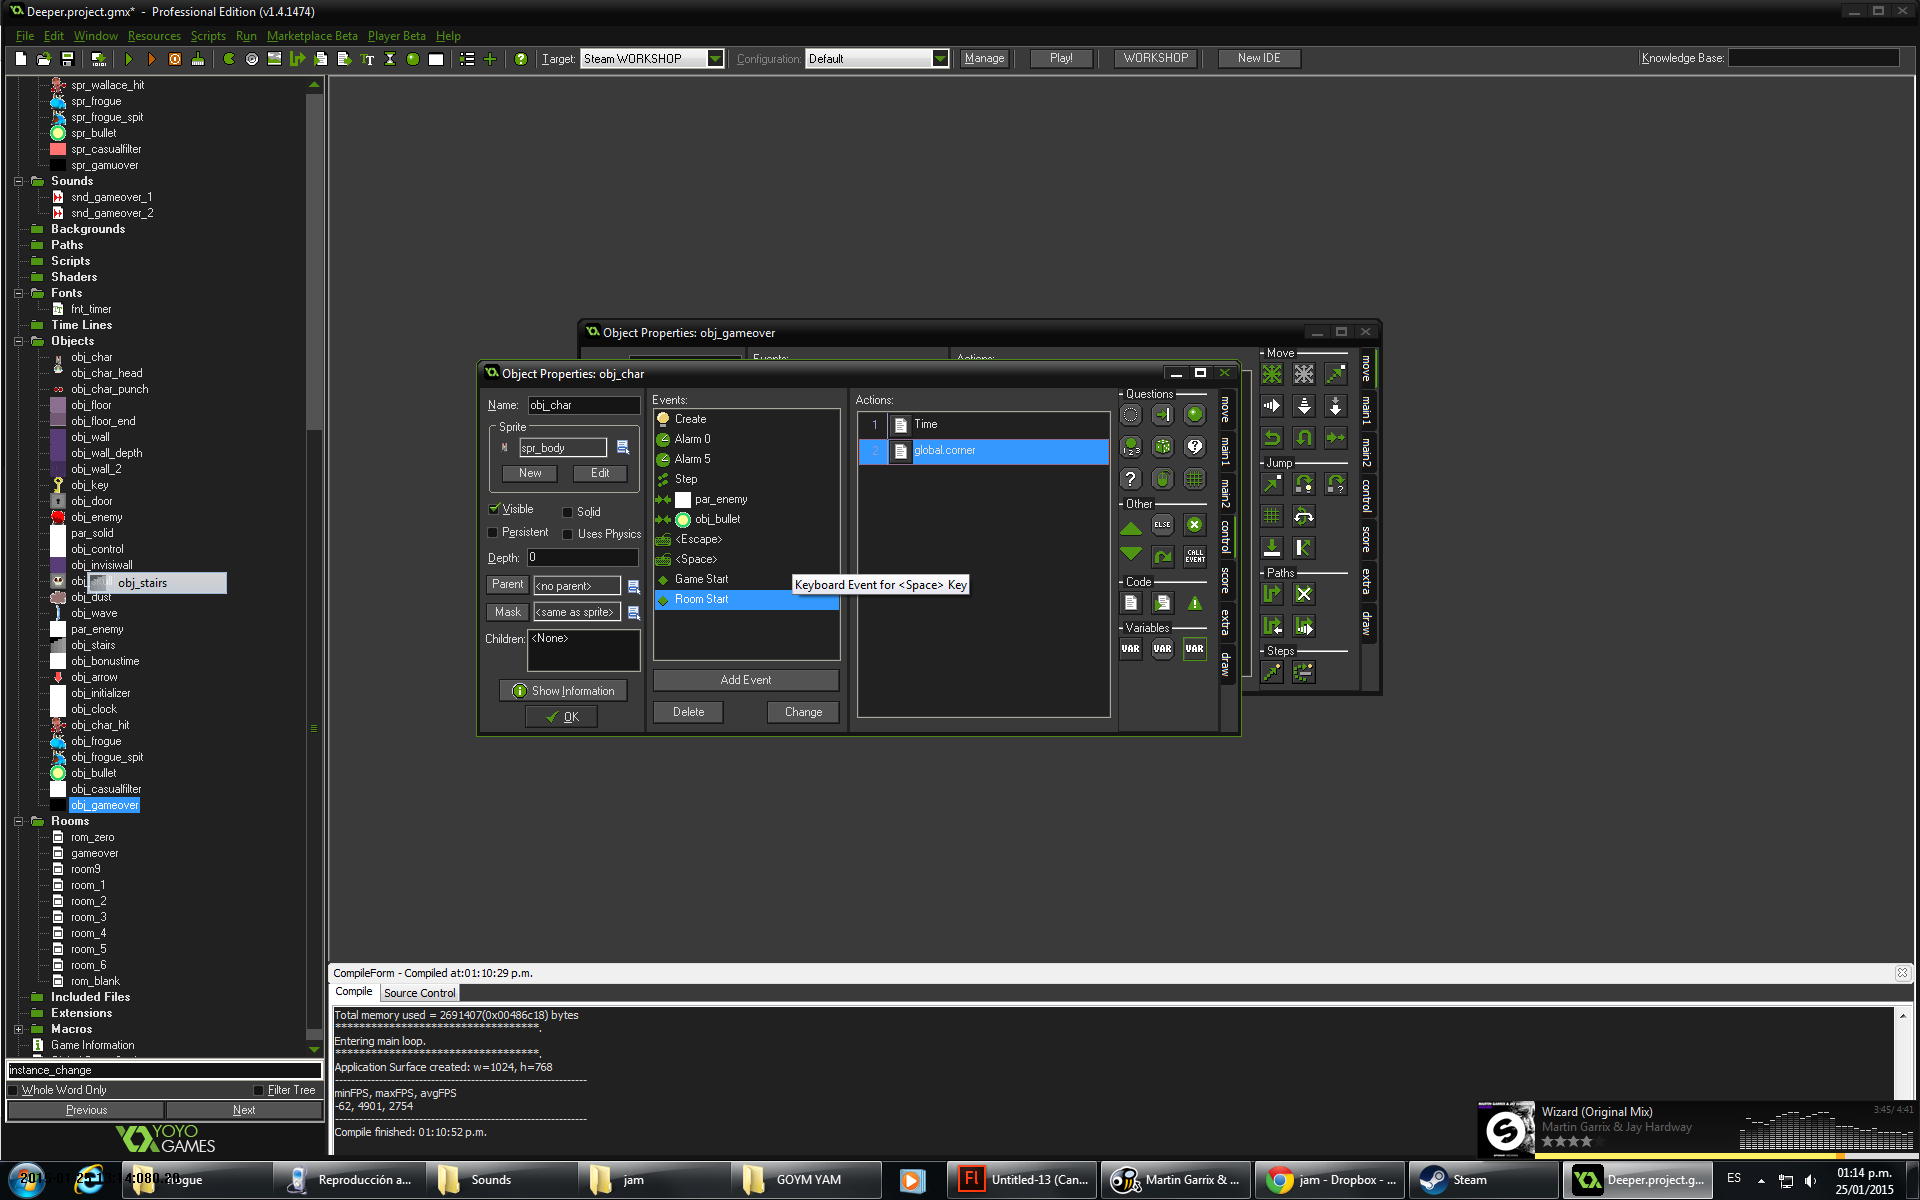 Deeper.project.gmx* - Professional Edition (v1.4.1474)
File Edit Window Resources Scripts Run Marketplace Beta Player Beta Help
Target: Steam WORKSHOP Configuration: Default Manage Play! WORKSHOP New IDE Knowledge Base:
spr_wallace_hit
spr_frogue
spr_frogue_spit
spr_bullet
spr_casualfilter
spr_gamuover
Sounds
snd_gameover_1
snd_gameover_2
Backgrounds
Paths
Scripts
Shaders
Fonts
fnt_timer
Time Lines
Objects
obj_char
obj_char_head
obj_char_punch
obj_floor
obj_floor_end
obj_wall
obj_wall_depth
obj_wall_2
obj_key
obj_door
obj_enemy
par_solid
obj_control
obj_invisiwall
obj_stairs
obj_dust
obj_wave
par_enemy
obj_stairs
obj_bonustime
obj_arrow
obj_initializer
obj_clock
obj_char_hit
obj_frogue
obj_frogue_spit
obj_bullet
obj_casualfilter
obj_gameover
Rooms
rom_zero
gameover
room9
room_1
room_2
room_3
room_4
room_5
room_6
rom_blank
Included Files
Extensions
Macros
Game Information
instance_change
Whole Word Only Filter Tree
Previous Next
YOYO
GAMES
Object Properties: obj_gameover
Events: Actions:
Move
Jump
Paths
Steps
move
main1
main2
control
score
extra
draw
Object Properties: obj_char
Name: obj_char
Sprite
spr_body
New Edit
Visible Solid
Persistent Uses Physics
Depth: 0
Parent <no parent>
Mask <same as sprite>
Children: <None>
Show Information
OK
Events:
Create
Alarm 0
Alarm 5
Step
par_enemy
obj_bullet
<Escape>
<Space>
Game Start
Room Start
Keyboard Event for <Space> Key
Add Event
Delete Change
Actions:
1 Time
2 global.corner
Questions
Other
ELSE
CALL EVENT
Code
Variables
VAR VAR VAR
move
main1
main2
control
score
extra
draw
CompileForm - Compiled at:01:10:29 p.m.
Compile Source Control
Total memory used = 2691407(0x00486c18) bytes
***********************************.
Entering main loop.
***********************************.
Application Surface created: w=1024, h=768
minFPS, maxFPS, avgFPS
-62, 4901, 2754
Compile finished: 01:10:52 p.m.
Wizard (Original Mix) 3:45/ 4:41
Martin Garrix & Jay Hardway
Reproducción a... Sounds jam GOYM YAM Untitled-13 (Can... Martin Garrix & ... jam - Dropbox - ... Steam Deeper.project.g... ES
01:14 p.m.
25/01/2015